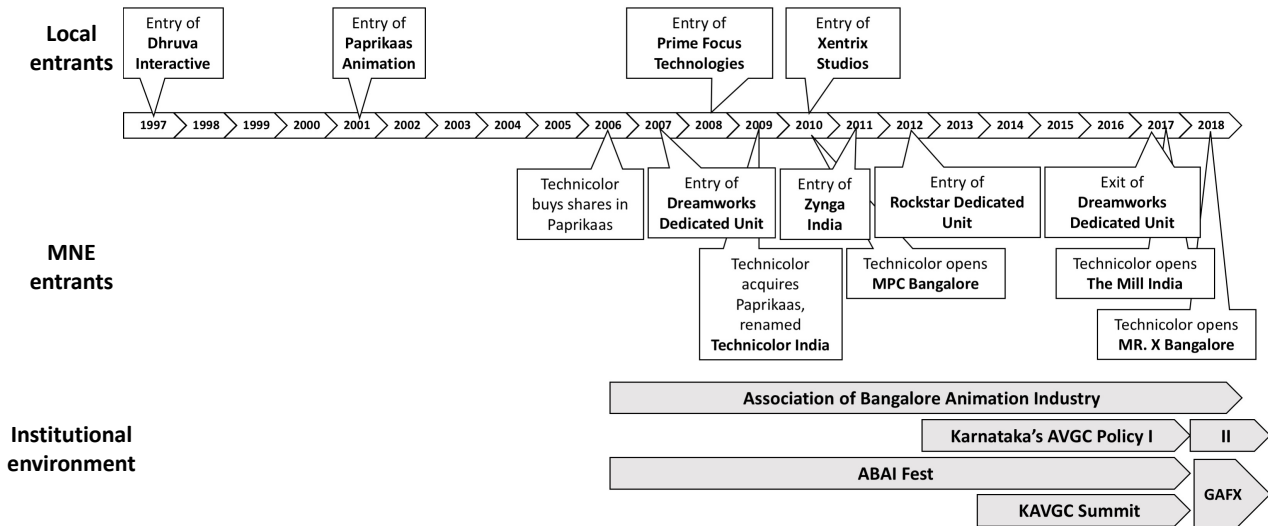 Local
entrants
Entry of
Dhruva
Interactive
Entry of
Paprikaas
Animation
Entry of
Prime Focus
Technologies
Entry of
Xentrix
Studios
1997 1998 1999 2000 2001 2002 2003 2004 2005 2006 2007 2008 2009 2010 2011 2012 2013 2014 2015 2016 2017 2018
MNE
entrants
Technicolor
buys shares in
Paprikaas
Entry of
Dreamworks
Dedicated Unit
Entry of
Zynga
India
Entry of
Rockstar Dedicated
Unit
Exit of
Dreamworks
Dedicated Unit
Technicolor
acquires
Paprikaas,
renamed
Technicolor India
Technicolor opens
MPC Bangalore
Technicolor opens
The Mill India
Technicolor opens
MR. X Bangalore
Institutional
environment
Association of Bangalore Animation Industry
Karnataka's AVGC Policy I
II
ABAI Fest
GAFX
KAVGC Summit